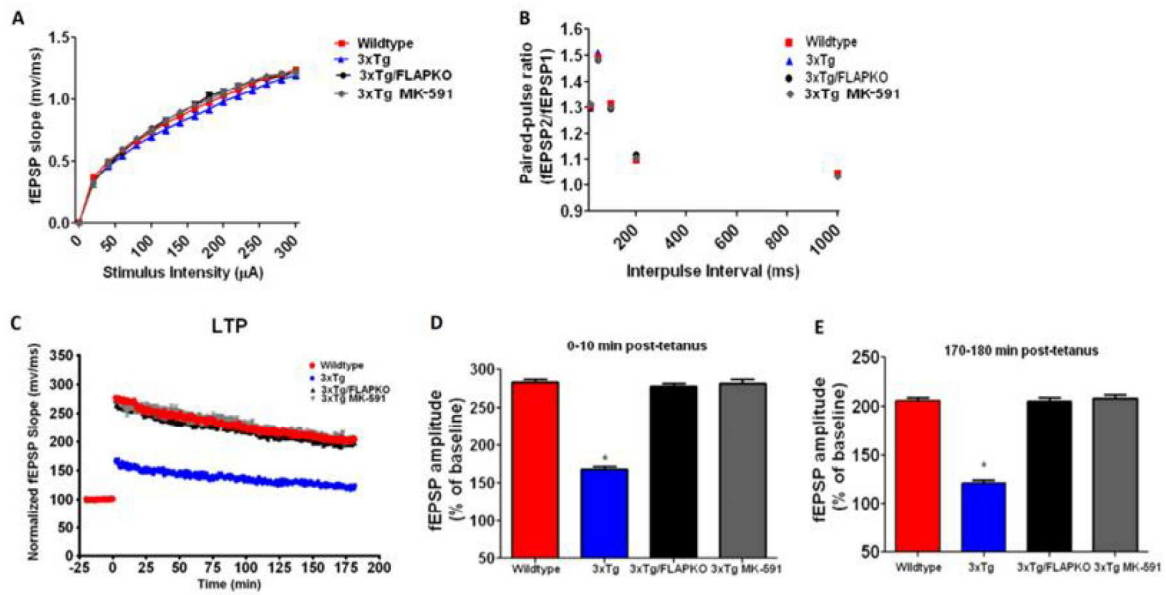 A
fEPSP slope (mv/ms)
1.5
1.0
0.5
0.0
0
50
100
150
200
250
300
Stimulus Intensity (µA)
Wildtype
3xTg
3xTg/FLAPKO
3xTg MK-591
B
Paired-pulse ratio
(fEPSP2/fEPSP1)
1.6
1.5
1.4
1.3
1.2
1.1
1.0
0.9
200
400
600
800
1000
Interpulse Interval (ms)
Wildtype
3xTg
3xTg/FLAPKO
3xTg MK-591
C
LTP
Normalized fEPSP Slope (mv/ms)
350
300
250
200
150
100
50
0
-25
0
25
50
75
100
125
150
175
200
Time (min)
Wildtype
3xTg
3xTg/FLAPKO
3xTg MK-591
D
0-10 min post-tetanus
fEPSP amplitude
(% of baseline)
300
250
200
150
100
50
*
Wildtype
3xTg
3xTg/FLAPKO
3xTg MK-591
E
170-180 min post-tetanus
fEPSP amplitude
(% of baseline)
250
200
150
100
50
*
Wildtype
3xTg
3xTg/FLAPKO
3xTg MK-591